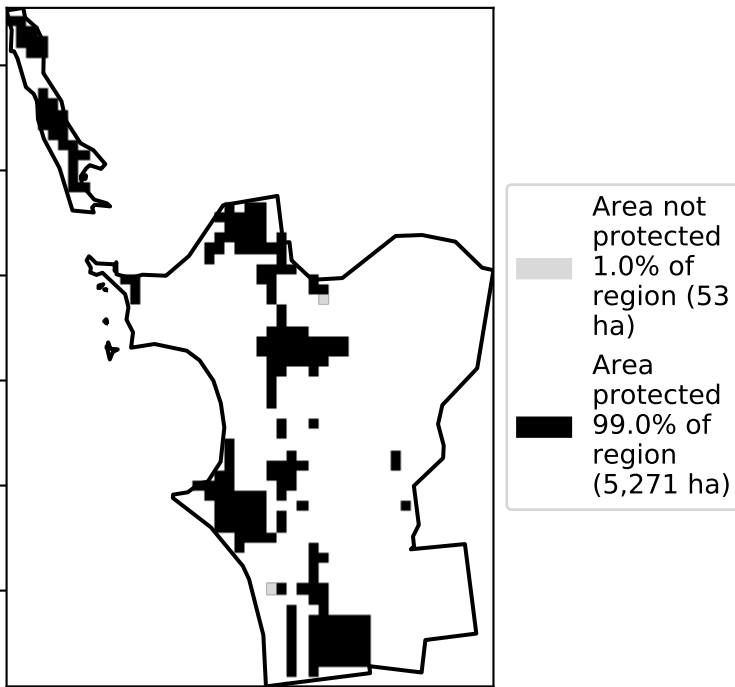 Area not
protected
1.0% of
region (53
ha)
Area
protected
99.0% of
region
(5,271 ha)